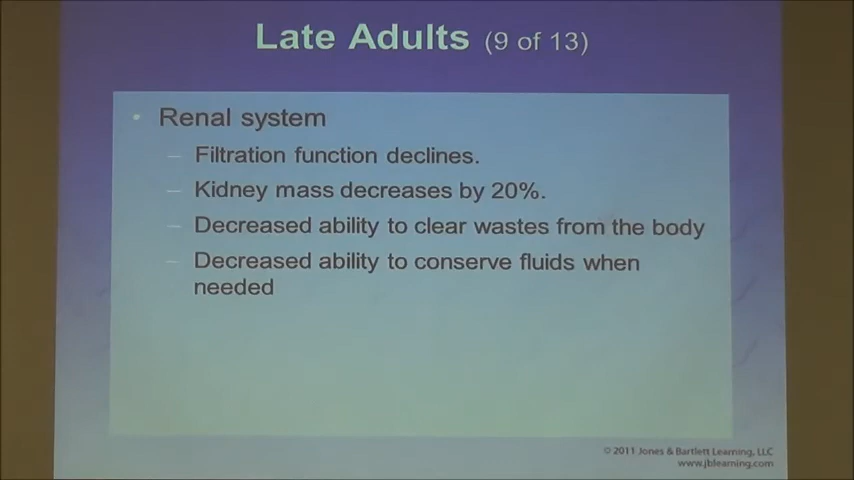 Late Adults (9 of 13)
• Renal system
– Filtration function declines.
– Kidney mass decreases by 20%.
– Decreased ability to clear wastes from the body
– Decreased ability to conserve fluids when
needed
© 2011 Jones & Bartlett Learning, LLC
www.jblearning.com